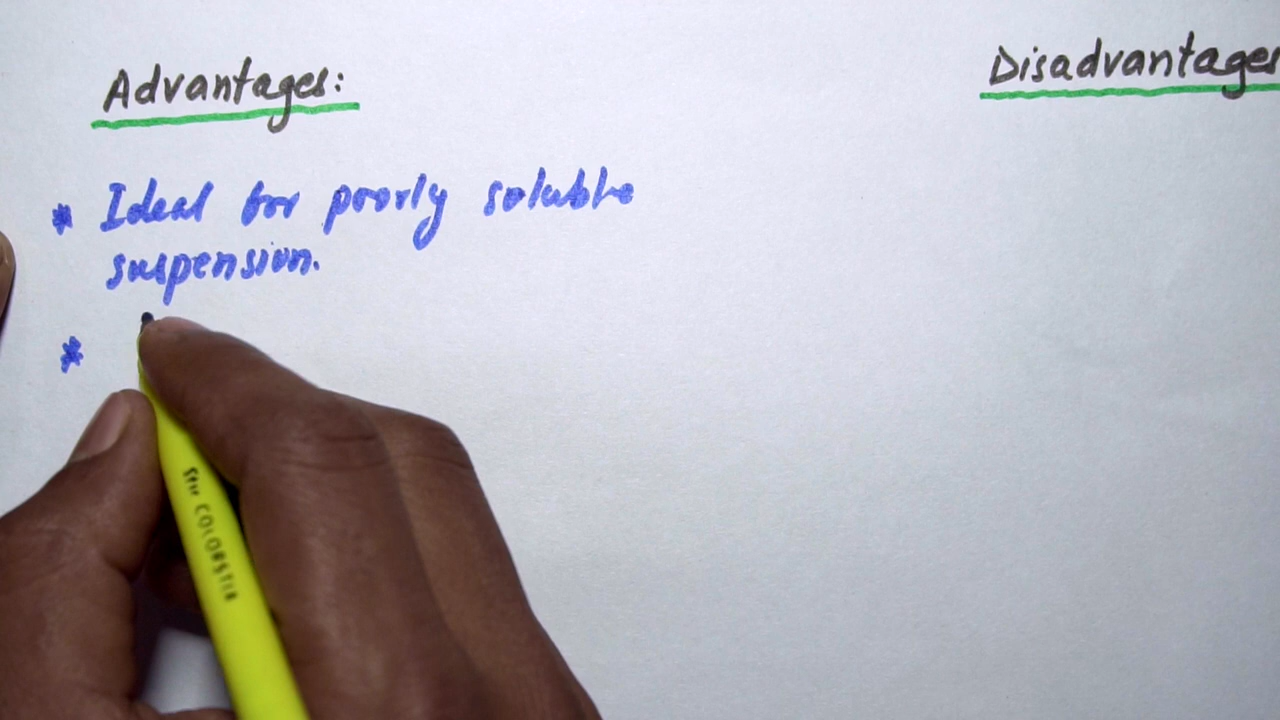 Advantages:
Disadvantages
* Ideal for poorly soluble
suspension.
*